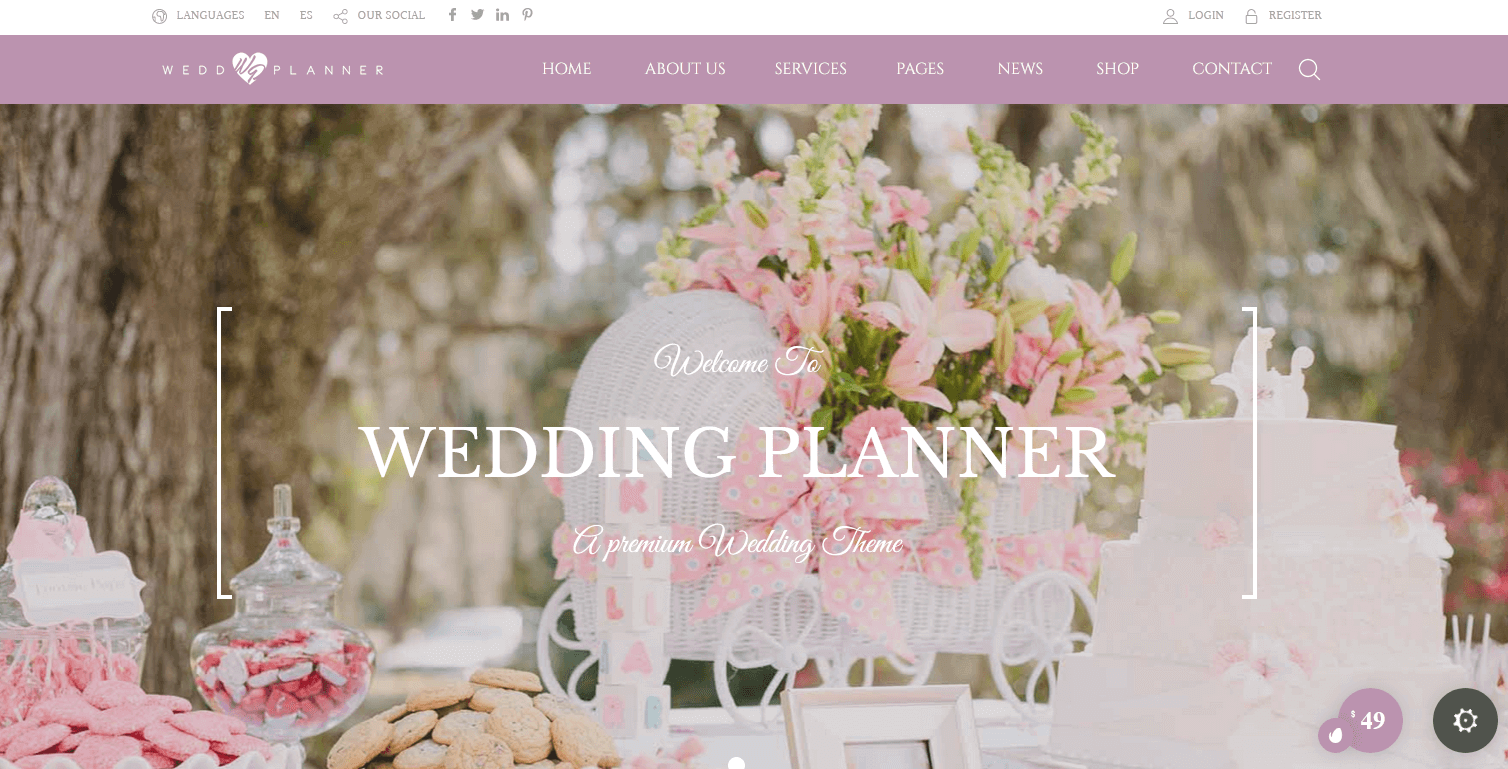 LANGUAGES EN ES OUR SOCIAL LOGIN REGISTER
WEDD WP PLANNER HOME ABOUT US SERVICES PAGES NEWS SHOP CONTACT
Welcome To
WEDDING PLANNER
A premium Wedding Theme
K
L
A
R
$ 49